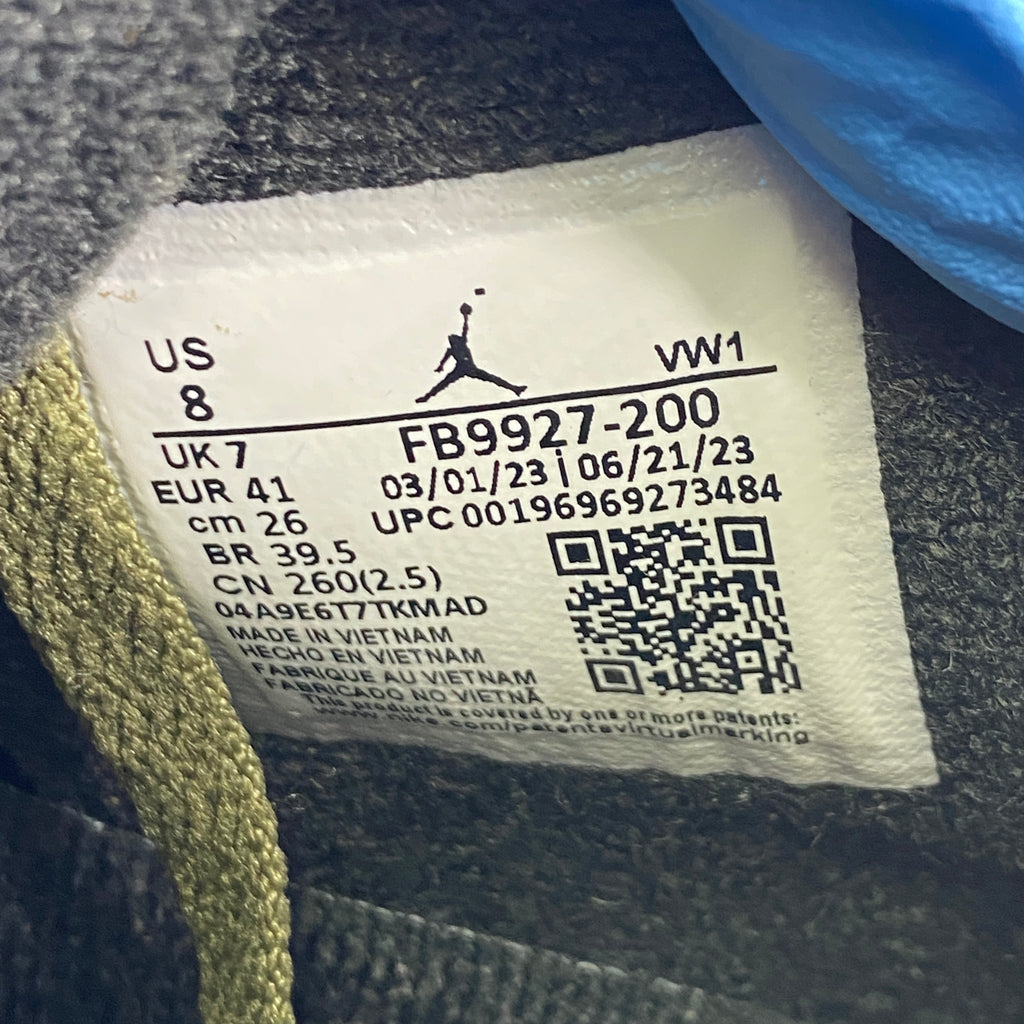 US
8
VW1
FB9927-200
UK 7
03/01/23 | 06/21/23
EUR 41
UPC 00196969273484
cm 26
BR 39.5
CN 260(2.5)
04A9E6T7TKMAD
MADE IN VIETNAM
HECHO EN VIETNAM
FABRIQUE AU VIETNAM
FABRICADO NO VIETNÃ
This product is covered by one or more patents:
www.nike.com/patentsvirtualmarking